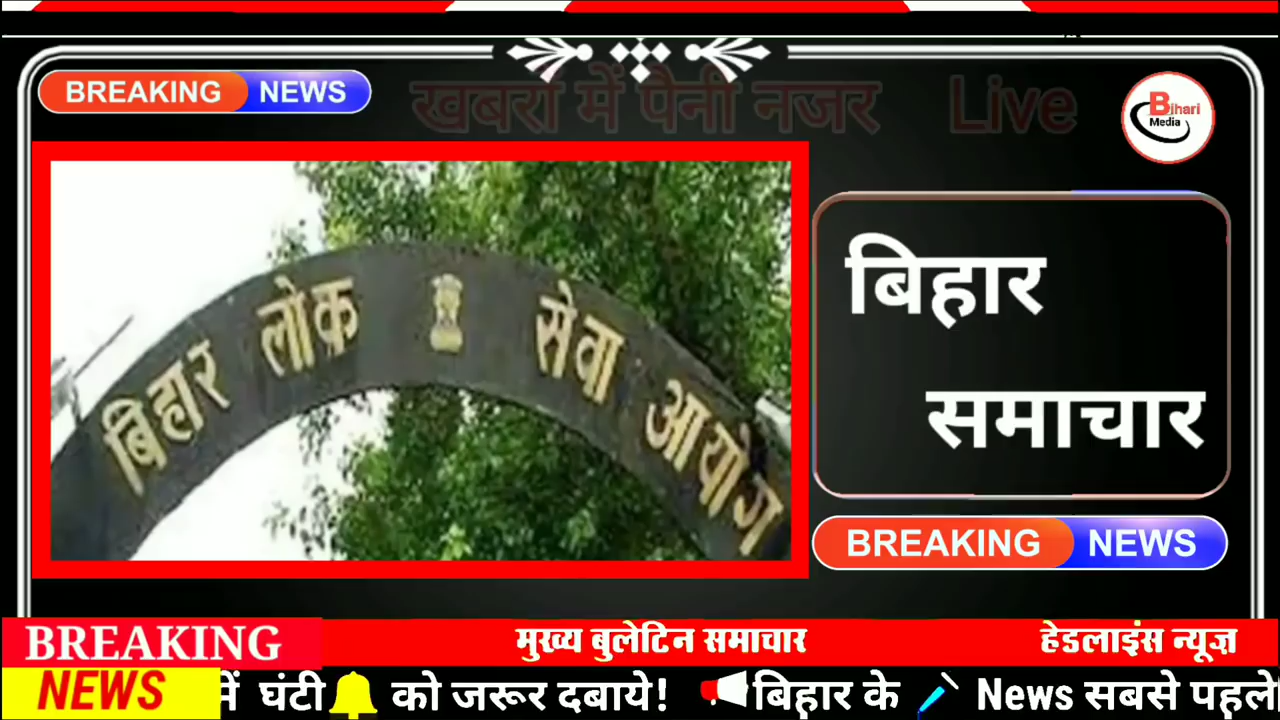 खबरों में पैनी नजर Live
BREAKING NEWS
Bihari
Media
बिहार लोक सेवा आयोग
बिहार
समाचार
BREAKING NEWS
BREAKING
मुख्य बुलेटिन समाचार
हेडलाइंस न्यूज़
NEWS
में घंटी🔔 को जरूर दबाये! 📢बिहार के News सबसे पहले